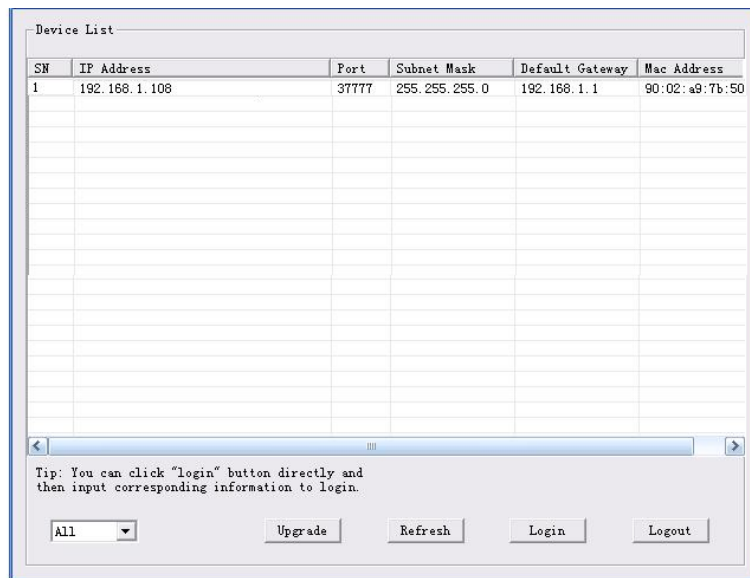 Device List
SN IP Address Port Subnet Mask Default Gateway Mac Address
1 192.168.1.108 37777 255.255.255.0 192.168.1.1 90:02:a9:7b:50
Tip: You can click "login" button directly and
then input corresponding information to login.
All Upgrade Refresh Login Logout